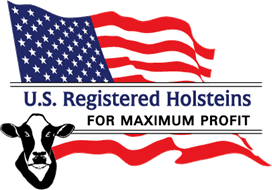 U.S. Registered Holsteins
FOR MAXIMUM PROFIT